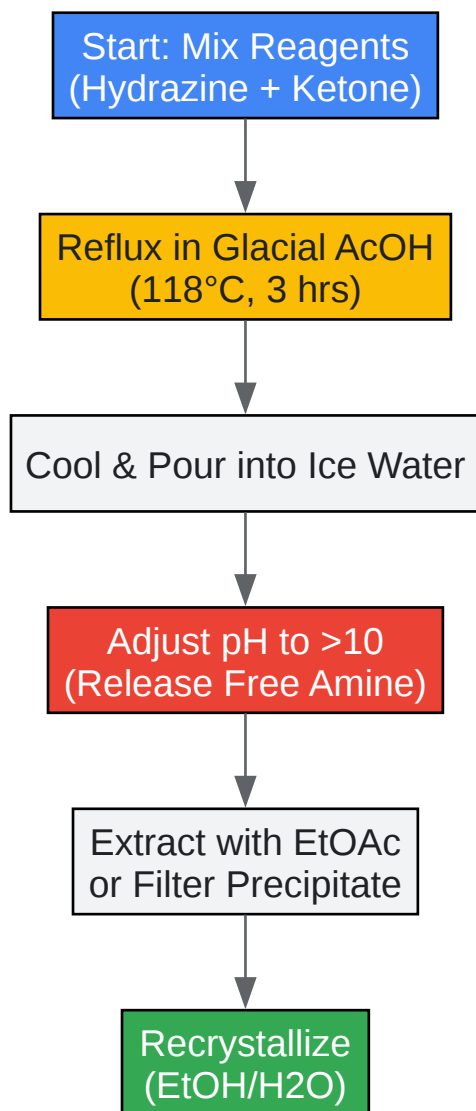 Start: Mix Reagents
(Hydrazine + Ketone)
Reflux in Glacial AcOH
(118°C, 3 hrs)
Cool & Pour into Ice Water
Adjust pH to >10
(Release Free Amine)
Extract with EtOAc
or Filter Precipitate
Recrystallize
(EtOH/H2O)